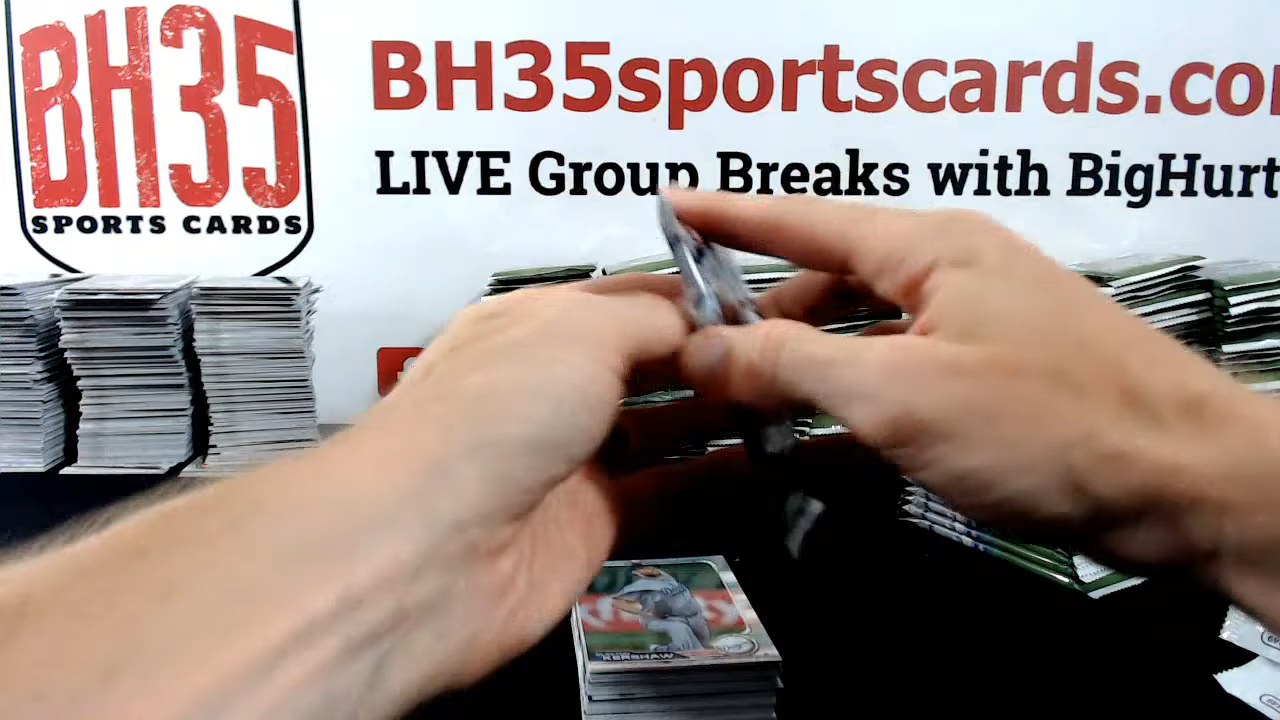 BH35
SPORTS CARDS
BH35sportscards.co
LIVE Group Breaks with BigHurt
KERSHAW